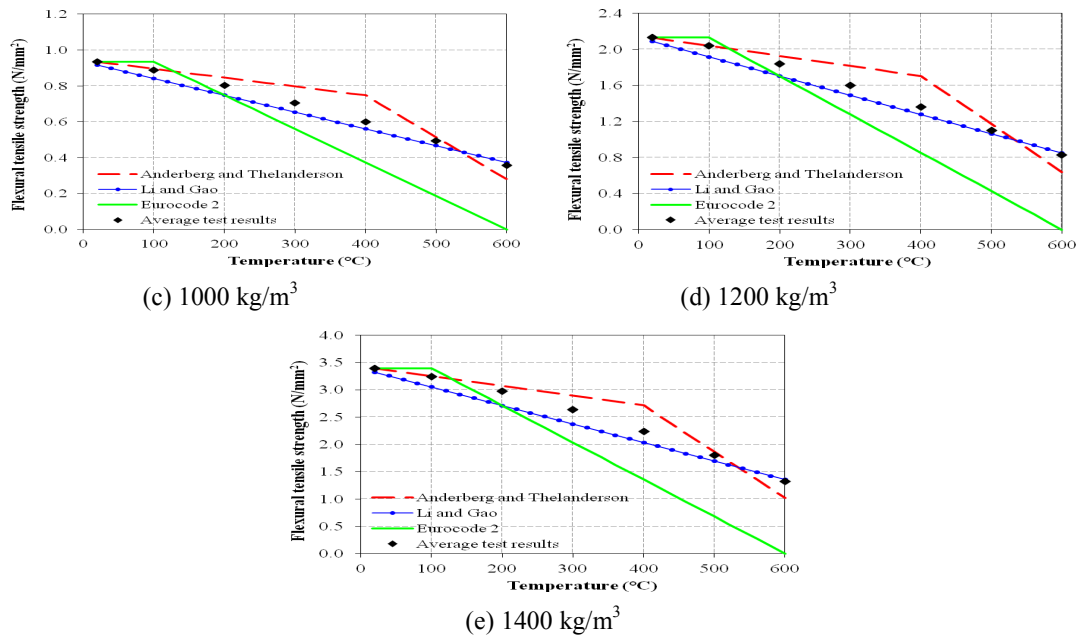 Flexural tensile strength (N/mm²)
1.2
1.0
0.8
0.6
0.4
0.2
0.0
Anderberg and Thelanderson
Li and Gao
Eurocode 2
Average test results
0 100 200 300 400 500 600
Temperature (°C)
(c) 1000 kg/m³
Flexural tensile strength (N/mm²)
2.4
2.0
1.6
1.2
0.8
0.4
0.0
Anderberg and Thelanderson
Li and Gao
Eurocode 2
Average test results
0 100 200 300 400 500 600
Temperature (°C)
(d) 1200 kg/m³
Flexural tensile strength (N/mm²)
4.0
3.5
3.0
2.5
2.0
1.5
1.0
0.5
0.0
Anderberg and Thelanderson
Li and Gao
Eurocode 2
Average test results
0 100 200 300 400 500 600
Temperature (°C)
(e) 1400 kg/m³